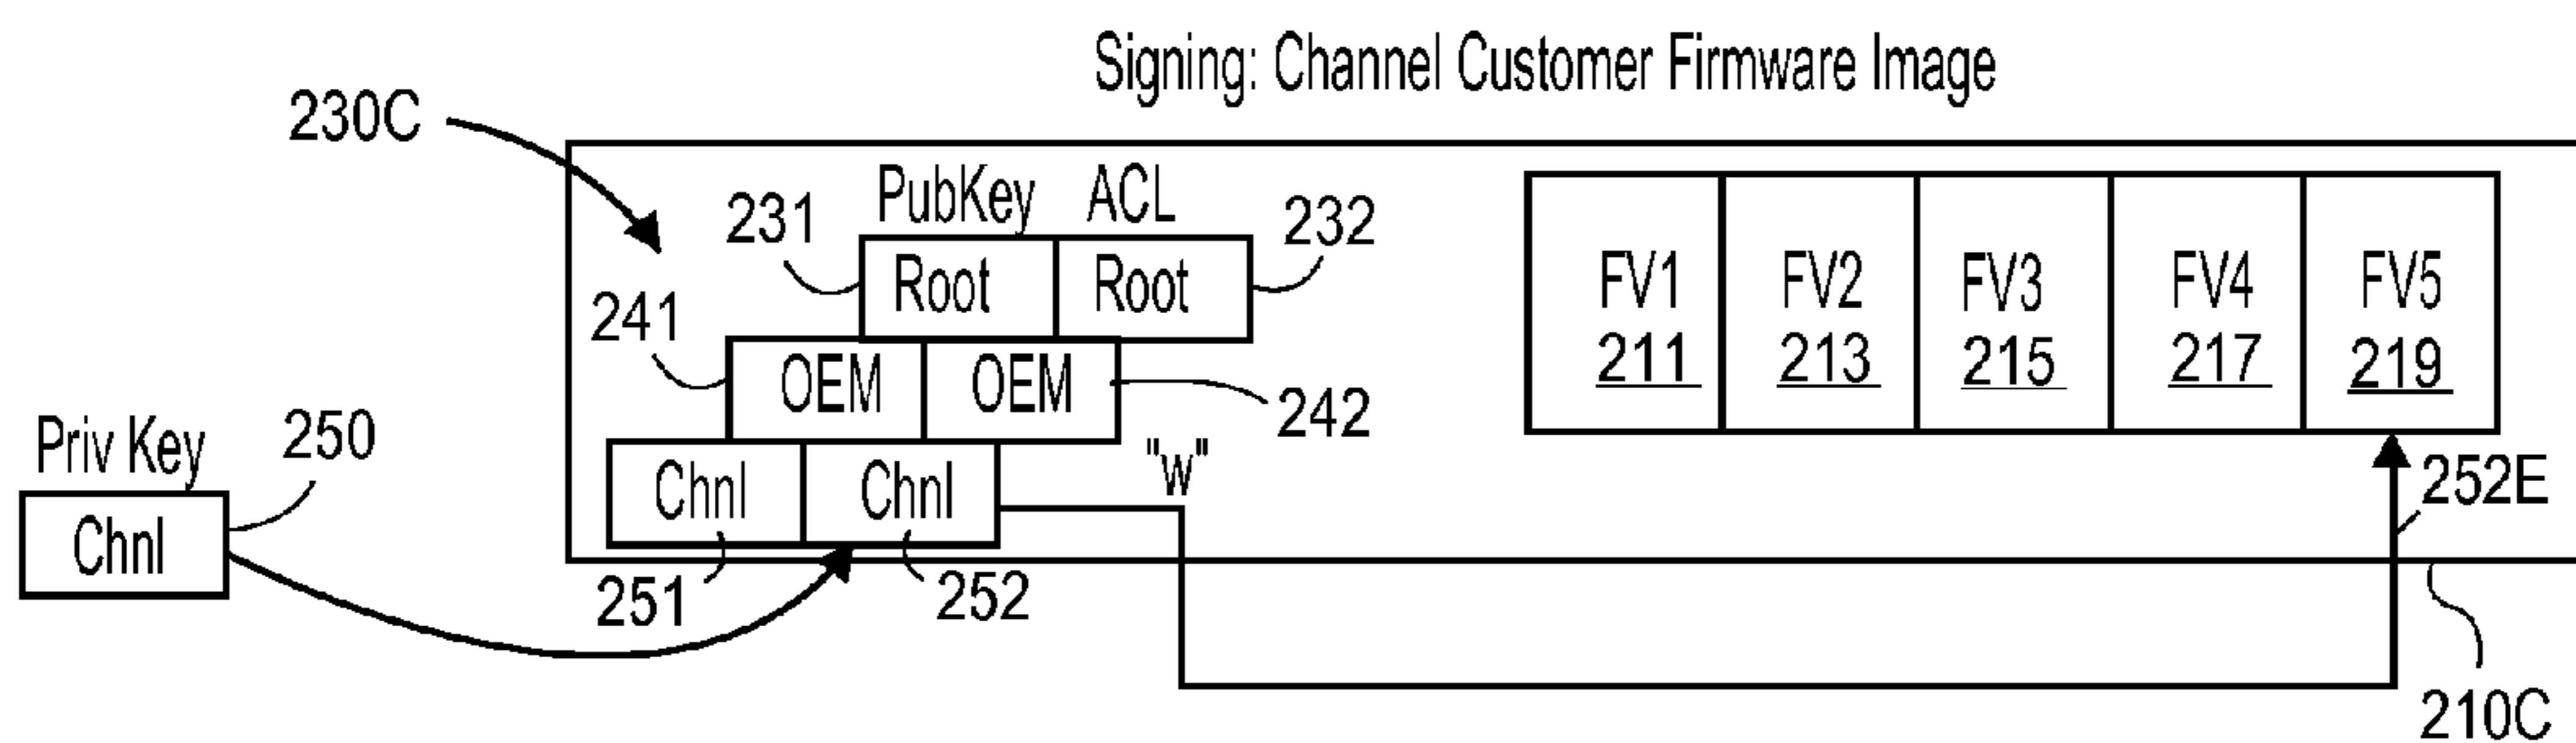 Signing: Channel Customer Firmware Image
230C
PubKey ACL
231 Root Root 232
241 OEM OEM 242
Priv Key 250
Chnl
Chnl Chnl "w"
251 252
FV1 FV2 FV3 FV4 FV5
211 213 215 217 219
252E
210C